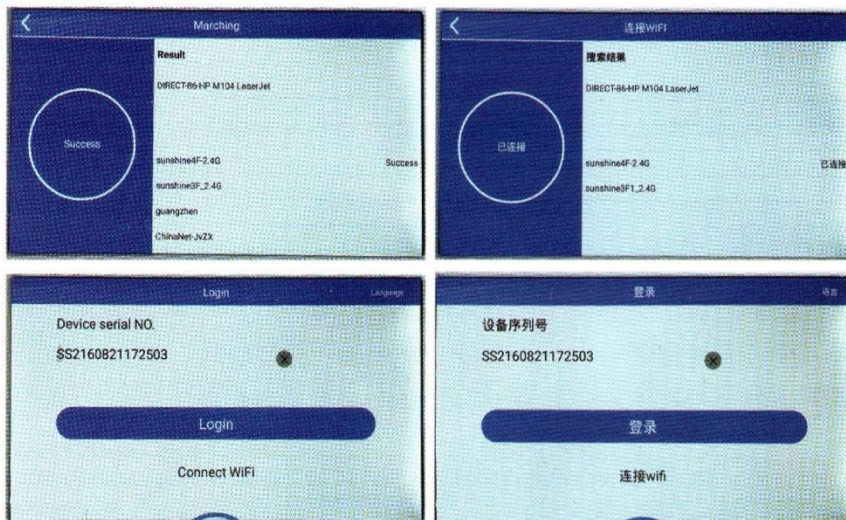 Marching
Result
DIRECT-86-HP M104 LaserJet
Success
sunshine4F-2.4G Success
sunshine3F_2.4G
guangzhen
ChinaNet-JvZX
连接WIFI
搜索结果
DIRECT-86-HP M104 LaserJet
已连接
sunshine4F-2.4G 已连接
sunshine3F1_2.4G
Login Language
Device serial NO.
SS2160821172503
Login
Connect WiFi
登录 语言
设备序列号
SS2160821172503
登录
连接wifi